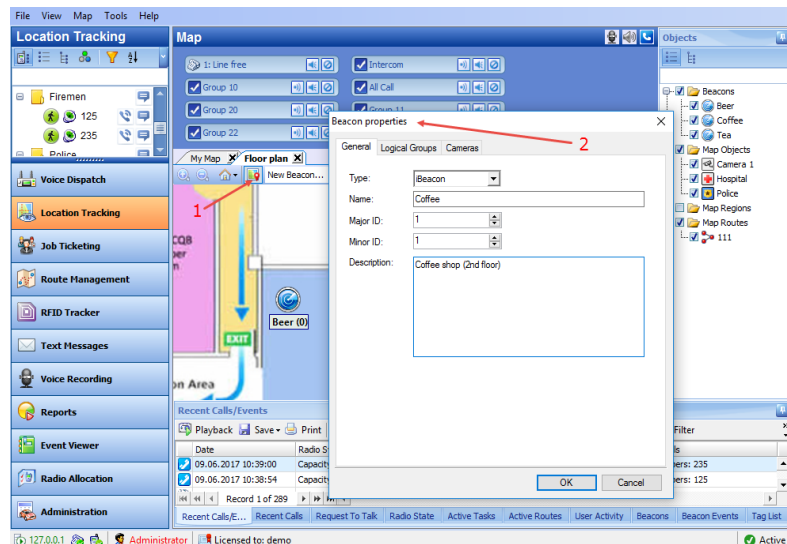 File View Map Tools Help
Location Tracking
Map
Objects
1: Line free
Intercom
Group 10
All Call
Group 20
Group 11
Group 22
Firemen
125
235
Police
My Map
Floor plan
New Beacon...
1
2
Beacon properties
General Logical Groups Cameras
Type: iBeacon
Name: Coffee
Major ID: 1
Minor ID: 1
Description: Coffee shop (2nd floor)
OK Cancel
Beacons
Beer
Coffee
Tea
Map Objects
Camera 1
Hospital
Police
Map Regions
Map Routes
111
Voice Dispatch
Location Tracking
Job Ticketing
Route Management
RFID Tracker
Text Messages
Voice Recording
Reports
Event Viewer
Radio Allocation
Administration
CQB
Beer (0)
EXIT
on Area
Recent Calls/Events
Playback Save Print
Filter
Date Radio S
09.06.2017 10:39:00 Capacit
ers: 235
09.06.2017 10:38:54 Capacit
ers: 125
Record 1 of 289
Recent Calls/E... Recent Calls Request To Talk Radio State Active Tasks Active Routes User Activity Beacons Beacon Events Tag List
127.0.0.1 Administrator Licensed to: demo Active